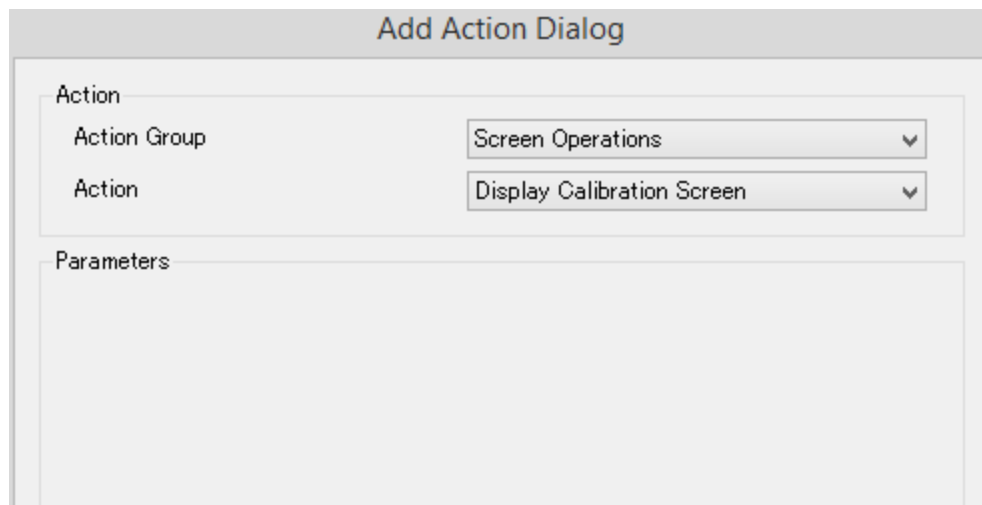 Add Action Dialog
Action
Action Group Screen Operations
Action Display Calibration Screen
Parameters